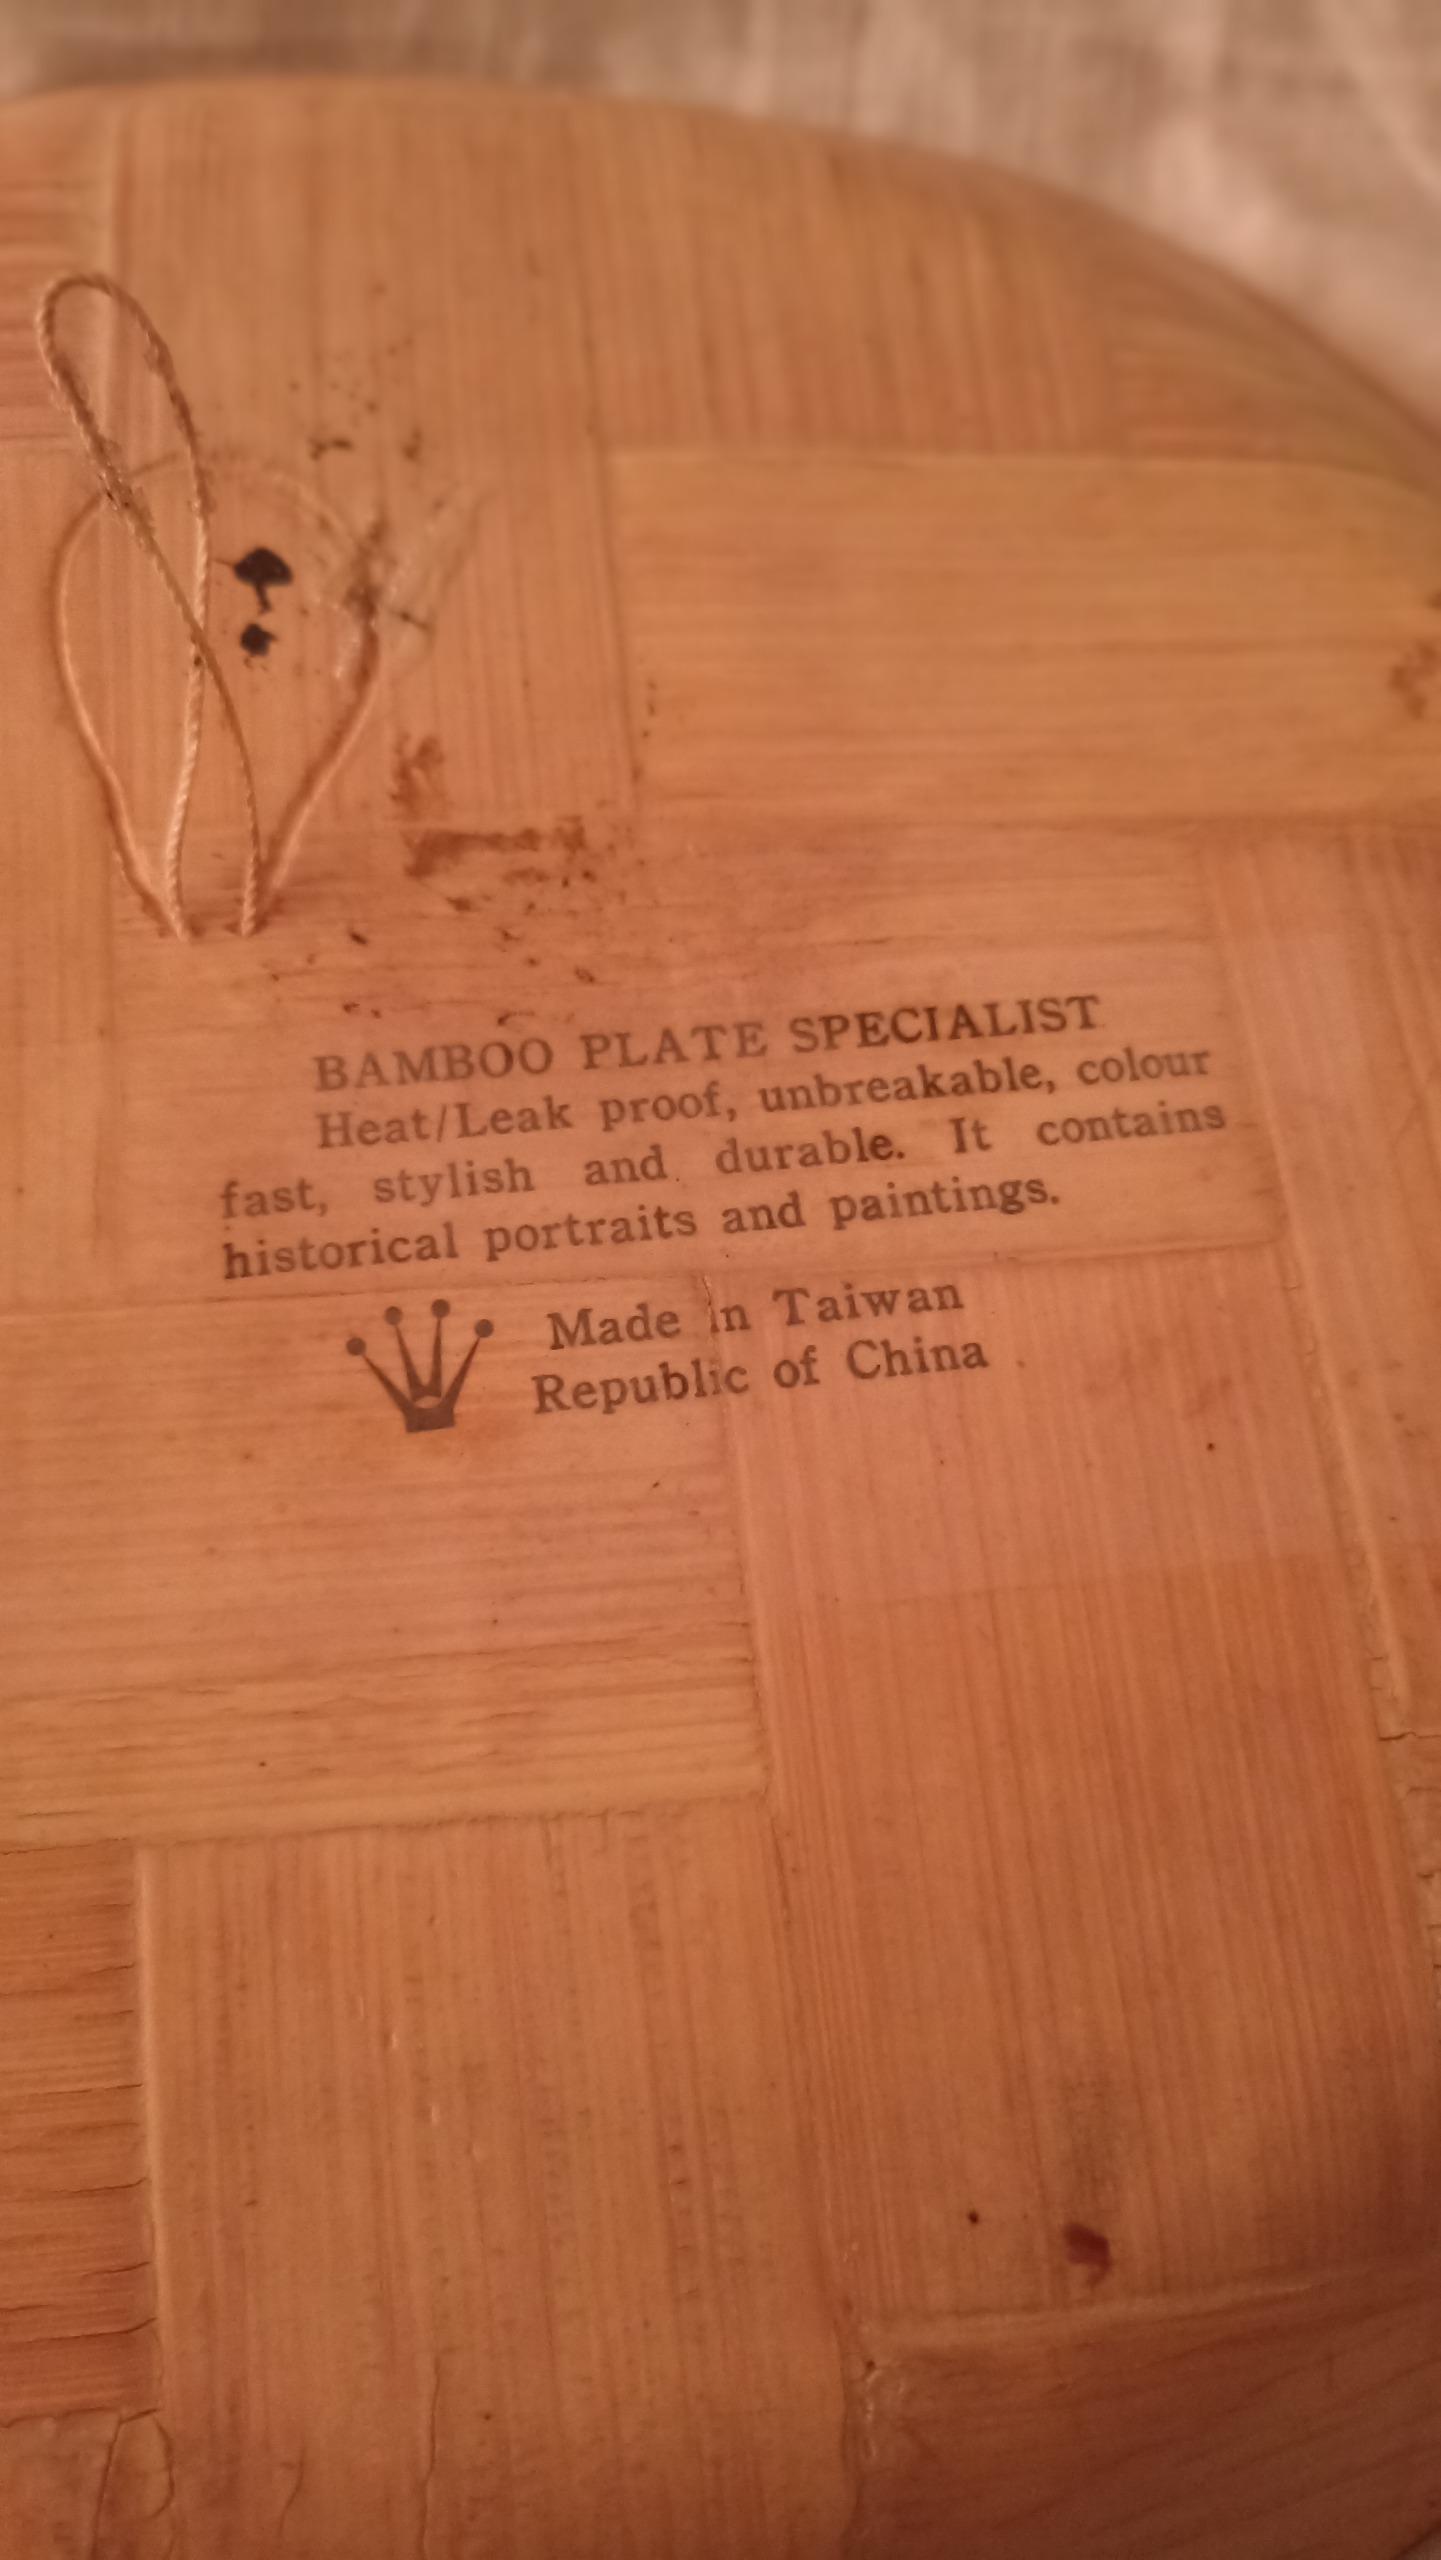 BAMBOO PLATE SPECIALIST
Heat/Leak proof, unbreakable, colour
fast, stylish and durable. It contains
historical portraits and paintings.
Made in Taiwan
Republic of China